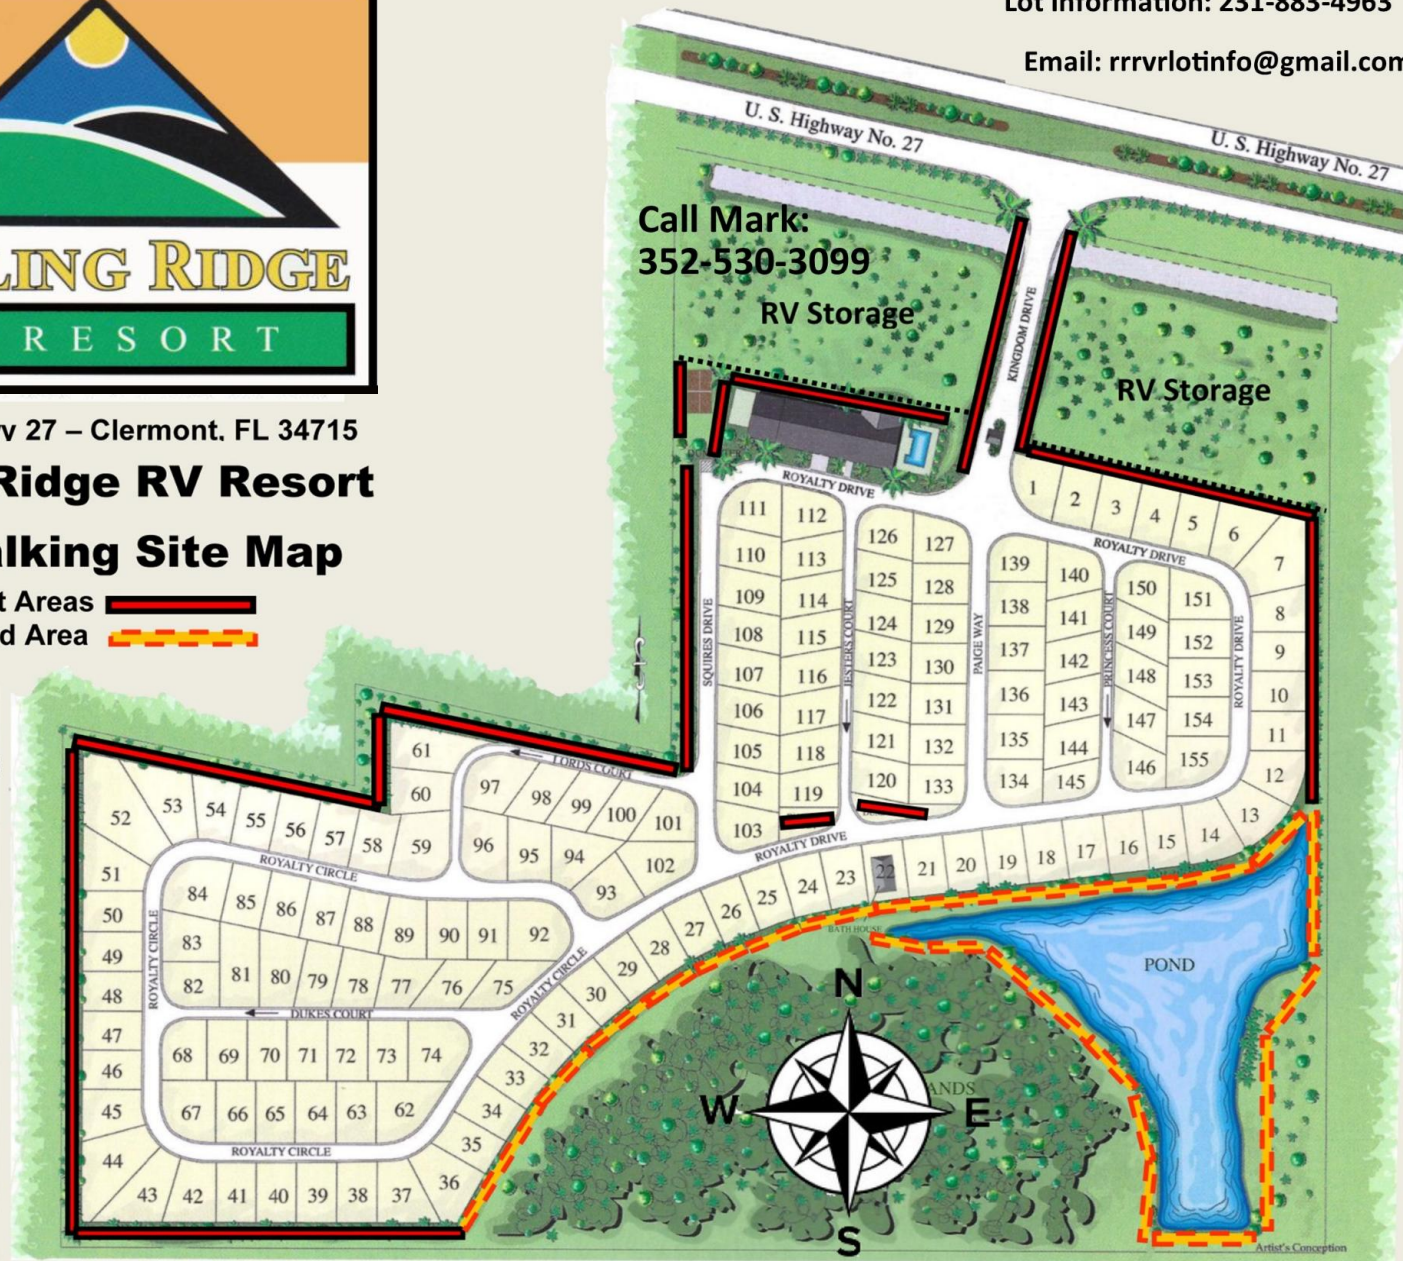 Lot Information: 231-883-4963
Email: rrrvrlotinfo@gmail.com
LING RIDGE
RESORT
27 – Clermont, FL 34715
Ridge RV Resort
alking Site Map
t Areas
d Area
U. S. Highway No. 27
U. S. Highway No. 27
Call Mark:
352-530-3099
RV Storage
RV Storage
KINGDOM DRIVE
ROYALTY DRIVE
ROYALTY DRIVE
ROYALTY DRIVE
ROYALTY DRIVE
SQUIRES DRIVE
JESTERS COURT
PAIGE WAY
PRINCESS COURT
LORDS COURT
ROYALTY CIRCLE
ROYALTY CIRCLE
ROYALTY CIRCLE
ROYALTY CIRCLE
DUKES COURT
1 2 3 4 5 6 7 8 9 10 11 12 13
111 112
110 113
109 114
108 115
107 116
106 117
105 118
104 119
103
126 127
125 128
124 129
123 130
122 131
121 132
120 133
139 140
138 141
137 142
136 143
135 144
134 145
150 151
149 152
148 153
147 154
146 155
14 15 16 17 18 19 20 21 22 23 24 25 26 27 28 29 30 31 32 33 34 35 36
61
60
97 98 99 100 101
96 95 94 93 102
52 53 54 55 56 57 58 59
51
50
49
48
47
46
45
44
84 85 86 87 88 89 90 91 92
83
82 81 80 79 78 77 76 75
68 69 70 71 72 73 74
67 66 65 64 63 62
43 42 41 40 39 38 37
BATH HOUSE
POND
ANDS
N
W
E
S
Artist's Conception